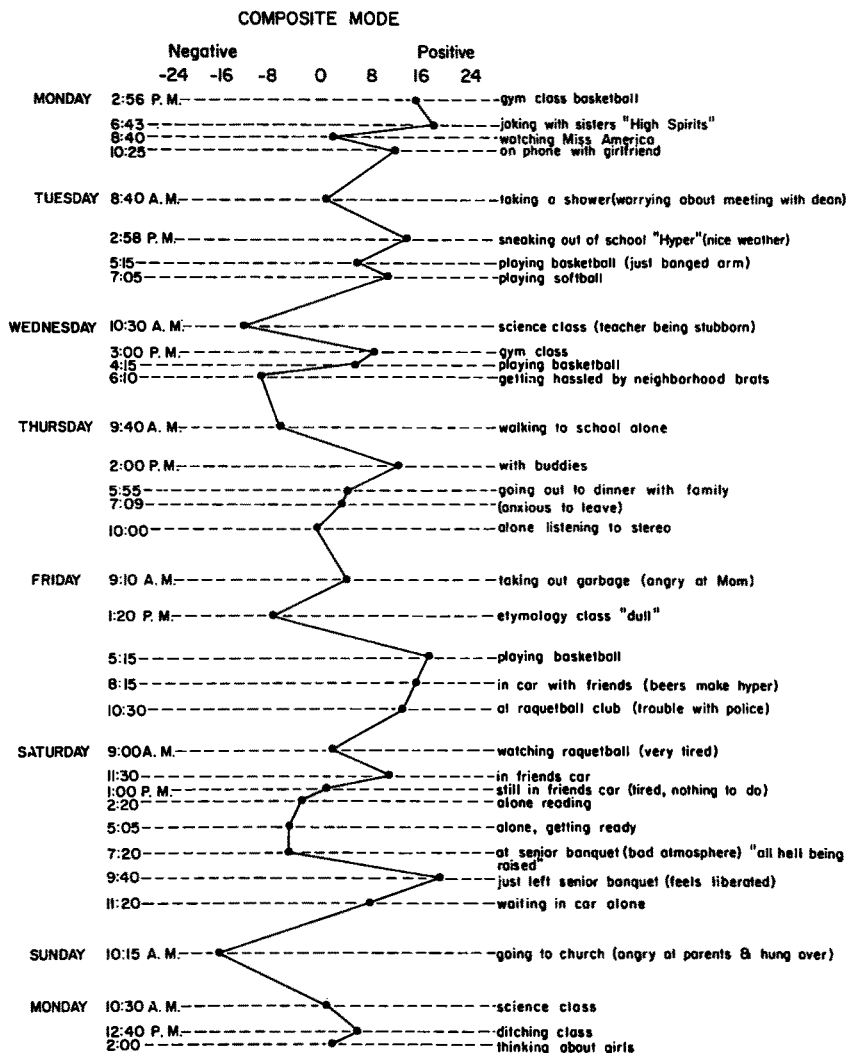 COMPOSITE MODE
Negative Positive
-24 -16 -8 0 8 16 24
MONDAY 2:56 P.M. gym class basketball
6:43 joking with sisters "High Spirits"
8:40 watching Miss America
10:25 on phone with girlfriend
TUESDAY 8:40 A.M. taking a shower(worrying about meeting with dean)
2:58 P.M. sneaking out of school "Hyper"(nice weather)
5:15 playing basketball (just banged arm)
7:05 playing softball
WEDNESDAY 10:30 A.M. science class (teacher being stubborn)
3:00 P.M. gym class
4:15 playing basketball
6:10 getting hassled by neighborhood brats
THURSDAY 9:40 A.M. walking to school alone
2:00 P.M. with buddies
5:55 going out to dinner with family
7:09 (anxious to leave)
10:00 alone listening to stereo
FRIDAY 9:10 A.M. taking out garbage (angry at Mom)
1:20 P.M. etymology class "dull"
5:15 playing basketball
8:15 in car with friends (beers make hyper)
10:30 at raquetball club (trouble with police)
SATURDAY 9:00 A.M. watching raquetball (very tired)
11:30 in friends car
1:00 P.M. still in friends car (tired, nothing to do)
2:20 alone reading
5:05 alone, getting ready
7:20 at senior banquet (bad atmosphere) "all hell being
raised"
9:40 just left senior banquet (feels liberated)
11:20 waiting in car alone
SUNDAY 10:15 A.M. going to church (angry at parents & hung over)
MONDAY 10:30 A.M. science class
12:40 P.M. ditching class
2:00 thinking about girls